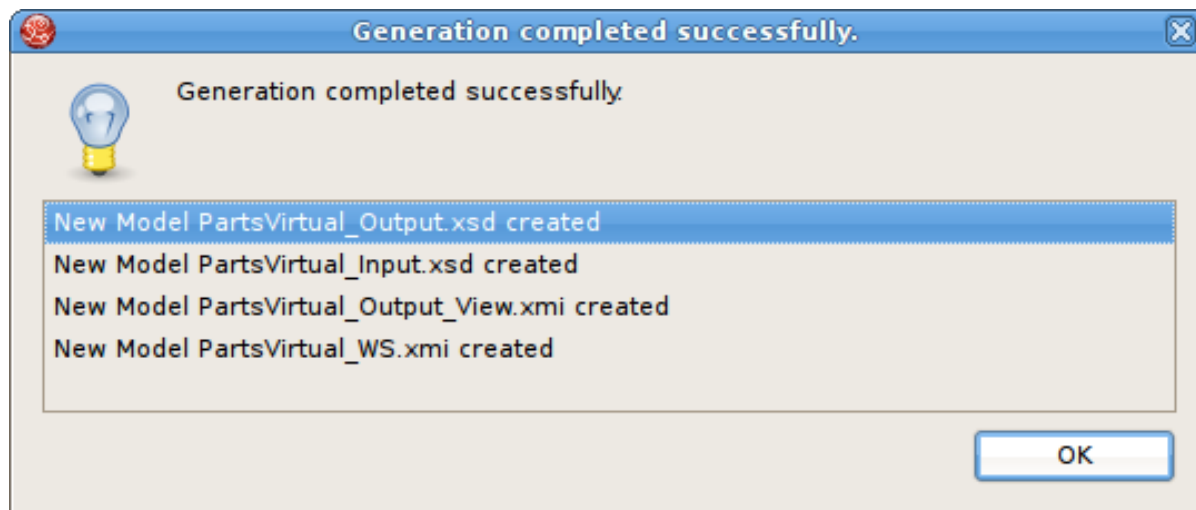 Generation completed successfully.
Generation completed successfully.
New Model PartsVirtual_Output.xsd created
New Model PartsVirtual_Input.xsd created
New Model PartsVirtual_Output_View.xmi created
New Model PartsVirtual_WS.xmi created
OK